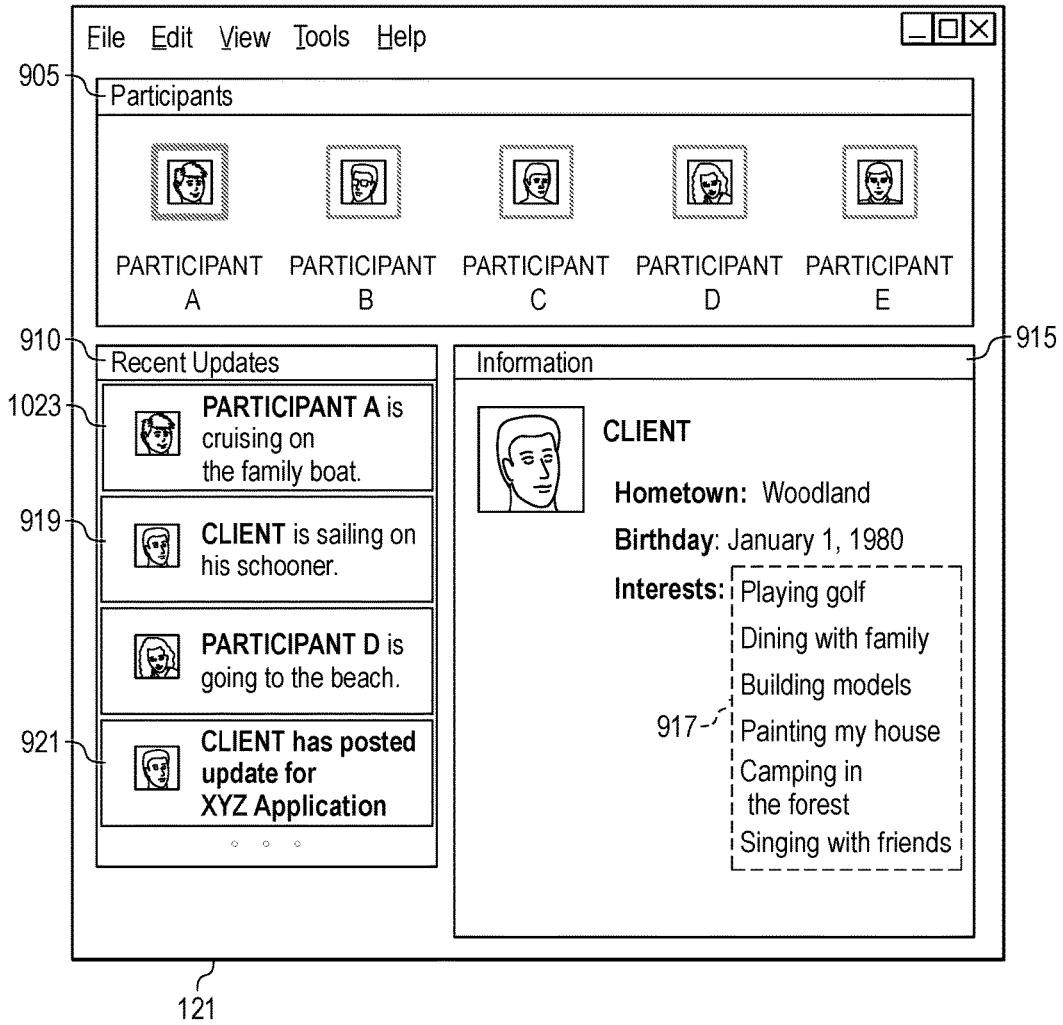 File Edit View Tools Help
905
Participants
PARTICIPANT A
PARTICIPANT B
PARTICIPANT C
PARTICIPANT D
PARTICIPANT E
910
Recent Updates
1023
PARTICIPANT A is
cruising on
the family boat.
919
CLIENT is sailing on
his schooner.
PARTICIPANT D is
going to the beach.
921
CLIENT has posted
update for
XYZ Application
915
Information
CLIENT
Hometown: Woodland
Birthday: January 1, 1980
Interests: Playing golf
Dining with family
Building models
917
Painting my house
Camping in
the forest
Singing with friends
121